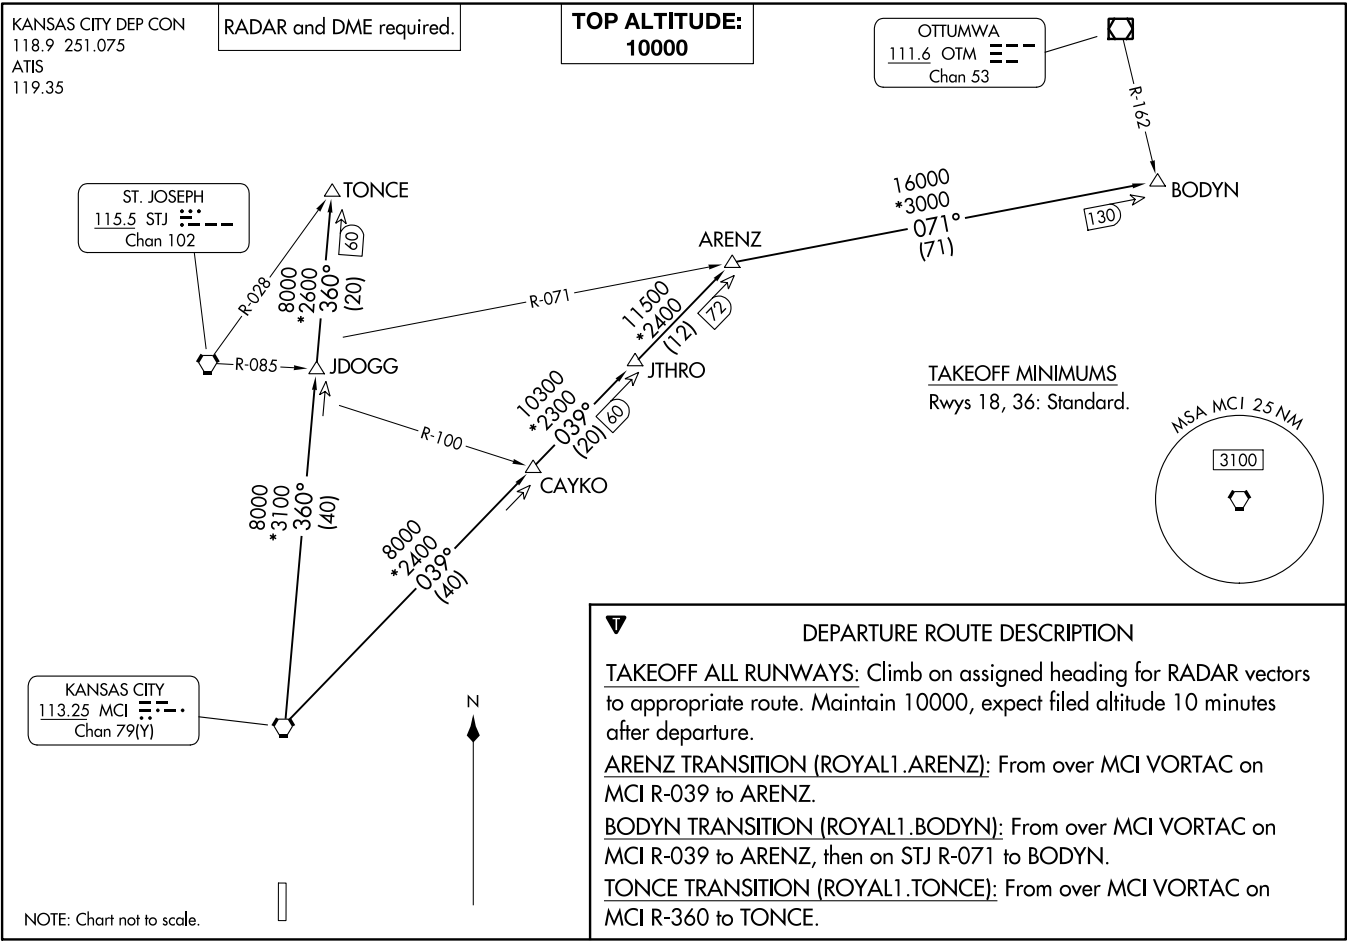 KANSAS CITY DEP CON
118.9 251.075
ATIS
119.35
RADAR and DME required.
TOP ALTITUDE:
10000
OTTUMWA
111.6 OTM
Chan 53
R-162
BODYN
16000
*3000
071°
(71)
130
ST. JOSEPH
115.5 STJ
Chan 102
TONCE
60
R-028
8000
*2600
360°
(20)
ARENZ
R-071
11500
*2400
(12)
72
R-085
JDOGG
JTHRO
10300
*2300
039°
(20)
60
R-100
CAYKO
TAKEOFF MINIMUMS
Rwys 18, 36: Standard.
MSA MCI 25 NM
3100
8000
*3100
360°
(40)
8000
*2400
039°
(40)
KANSAS CITY
113.25 MCI
Chan 79(Y)
N
NOTE: Chart not to scale.
T
DEPARTURE ROUTE DESCRIPTION
TAKEOFF ALL RUNWAYS: Climb on assigned heading for RADAR vectors
to appropriate route. Maintain 10000, expect filed altitude 10 minutes
after departure.
ARENZ TRANSITION (ROYAL1.ARENZ): From over MCI VORTAC on
MCI R-039 to ARENZ.
BODYN TRANSITION (ROYAL1.BODYN): From over MCI VORTAC on
MCI R-039 to ARENZ, then on STJ R-071 to BODYN.
TONCE TRANSITION (ROYAL1.TONCE): From over MCI VORTAC on
MCI R-360 to TONCE.